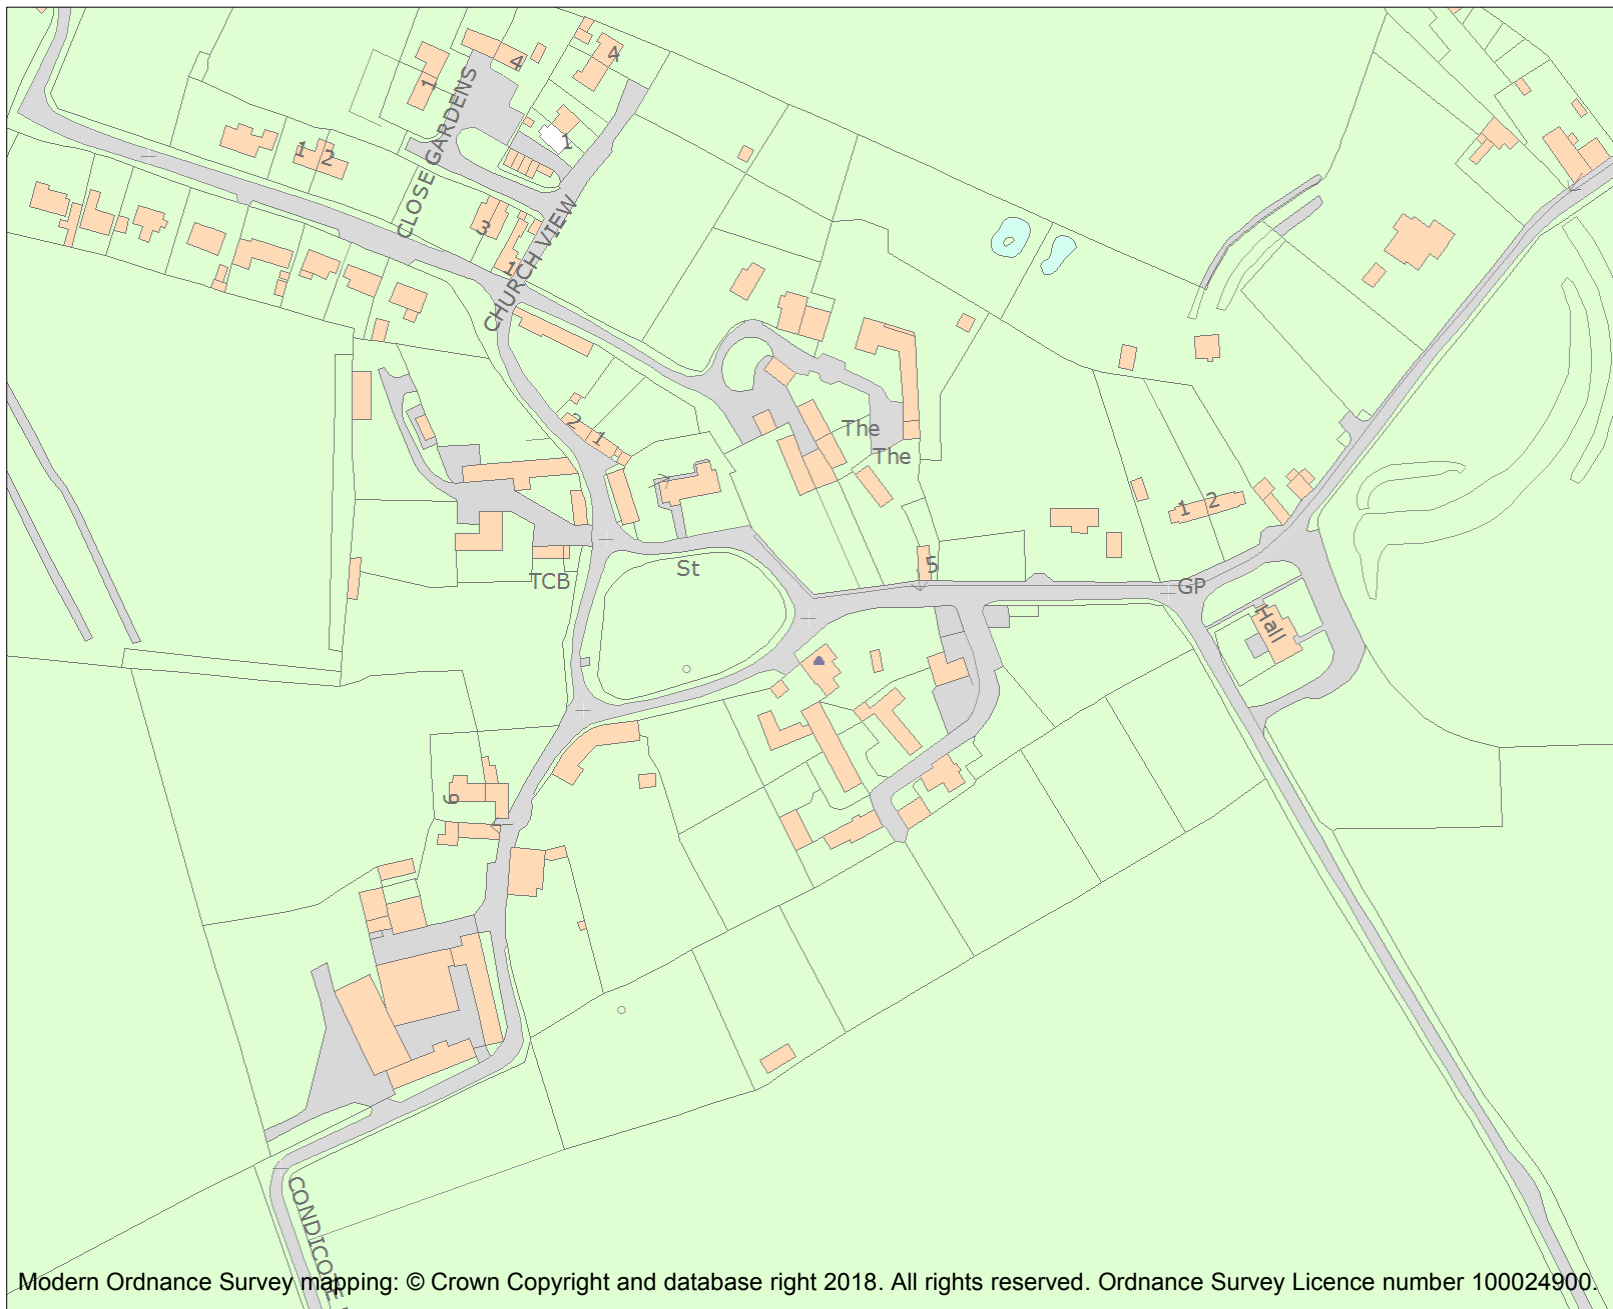 4
4
1
1
1
2
CLOSE GARDENS
3
1
CHURCH VIEW
2
1
The
The
1
2
5
TCB
St
GP
Hall
6
CONDICOTE
Modern Ordnance Survey mapping: © Crown Copyright and database right 2018. All rights reserved. Ordnance Survey Licence number 100024900.